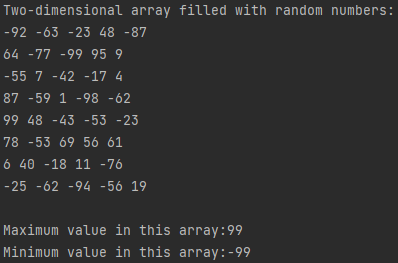 Two-dimensional array filled with random numbers:
-92 -63 -23 48 -87
64 -77 -99 95 9
-55 7 -42 -17 4
87 -59 1 -98 -62
99 48 -43 -53 -23
78 -53 69 56 61
6 40 -18 11 -76
-25 -62 -94 -56 19
Maximum value in this array:99
Minimum value in this array:-99